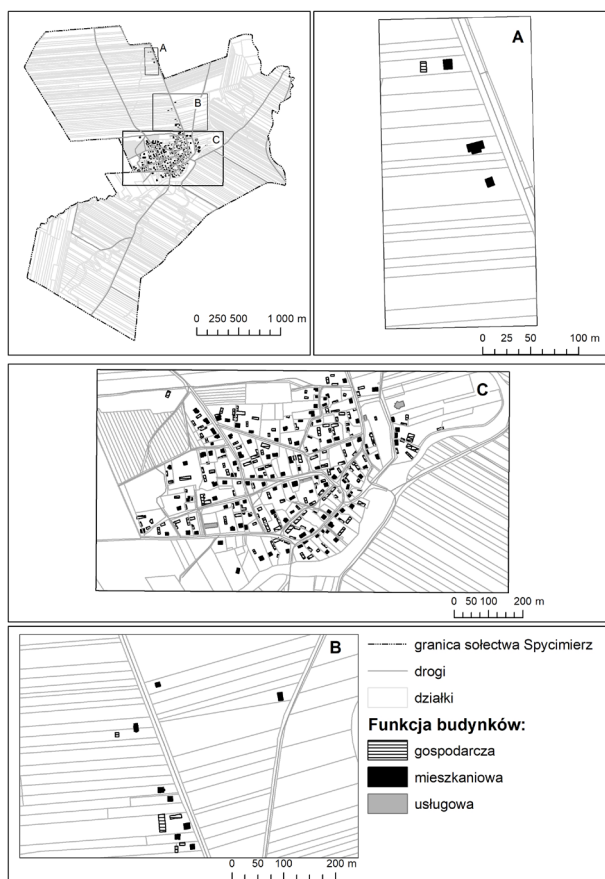 A
B
C
0 250 500 1 000 m
A
0 25 50 100 m
C
0 50 100 200 m
B
0 50 100 200 m
granica sołectwa Spycimierz
drogi
działki
Funkcja budynków:
gospodarcza
mieszkaniowa
usługowa